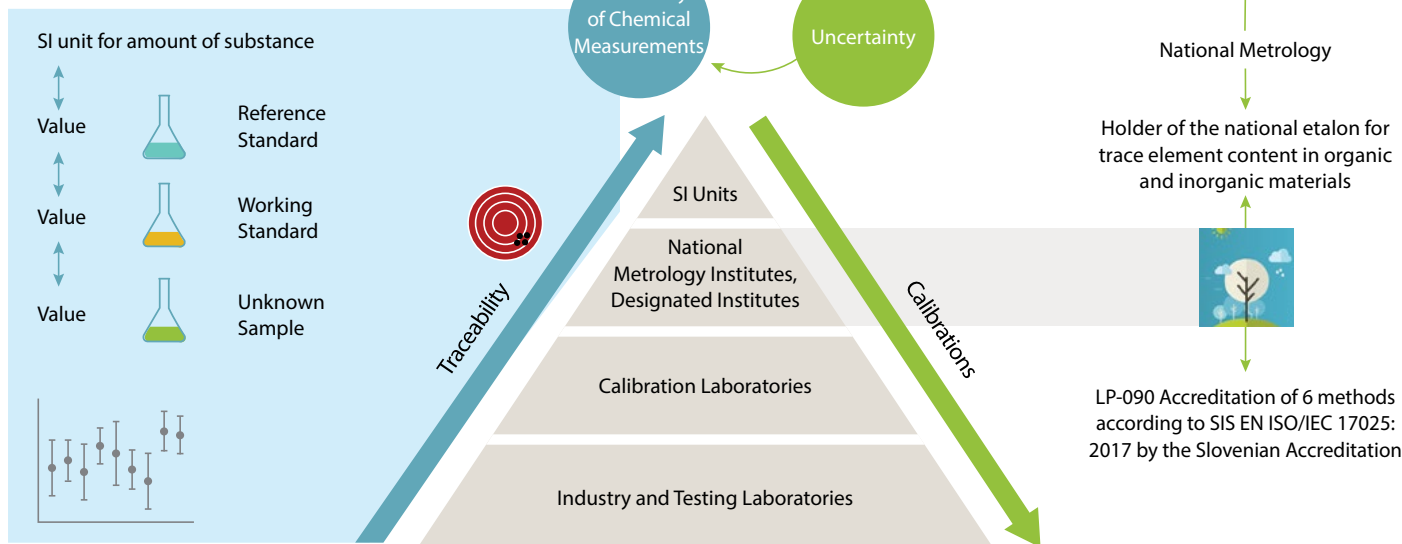 SI unit for amount of substance
Value
Reference
Standard
Value
Working
Standard
Value
Unknown
Sample
of Chemical
Measurements
Uncertainty
Traceability
Calibrations
SI Units
National
Metrology Institutes,
Designated Institutes
Calibration Laboratories
Industry and Testing Laboratories
National Metrology
Holder of the national etalon for
trace element content in organic
and inorganic materials
LP-090 Accreditation of 6 methods
according to SIS EN ISO/IEC 17025:
2017 by the Slovenian Accreditation